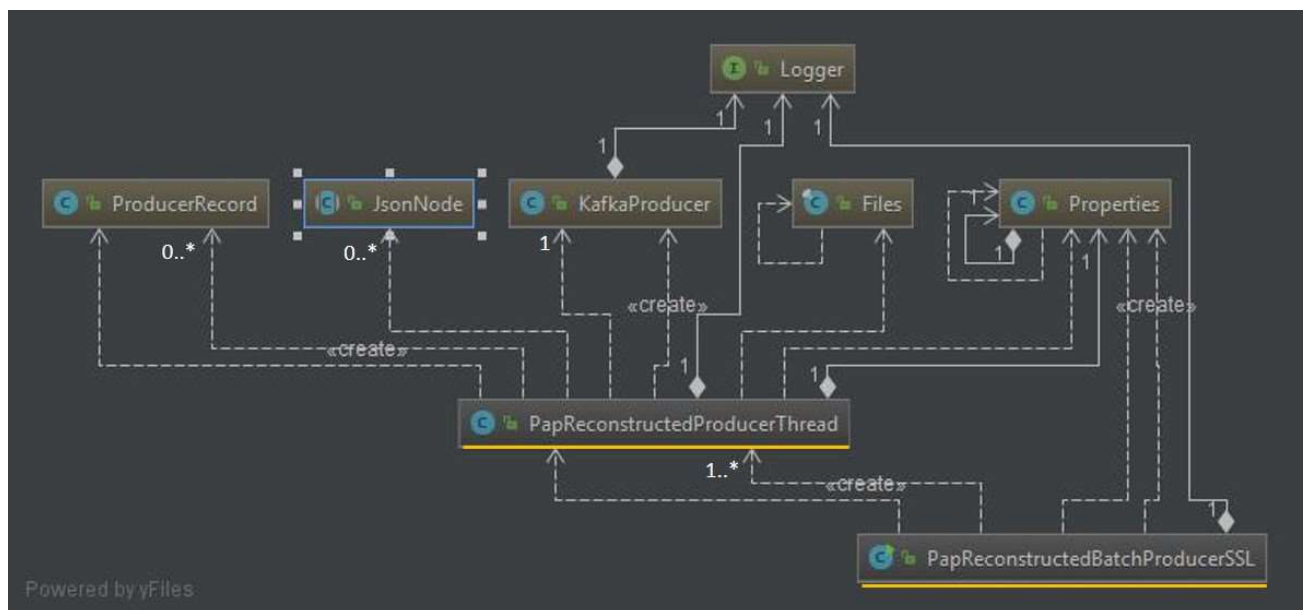 I Logger
1 1 1
1
C ProducerRecord
C JsonNode
C KafkaProducer
C Files
C Properties
1
1
0..*
0..*
1
1
«create»
«create»
«create»
1
1
C PapReconstructedProducerThread
1..*
«create»
1
C PapReconstructedBatchProducerSSL
Powered by yFiles